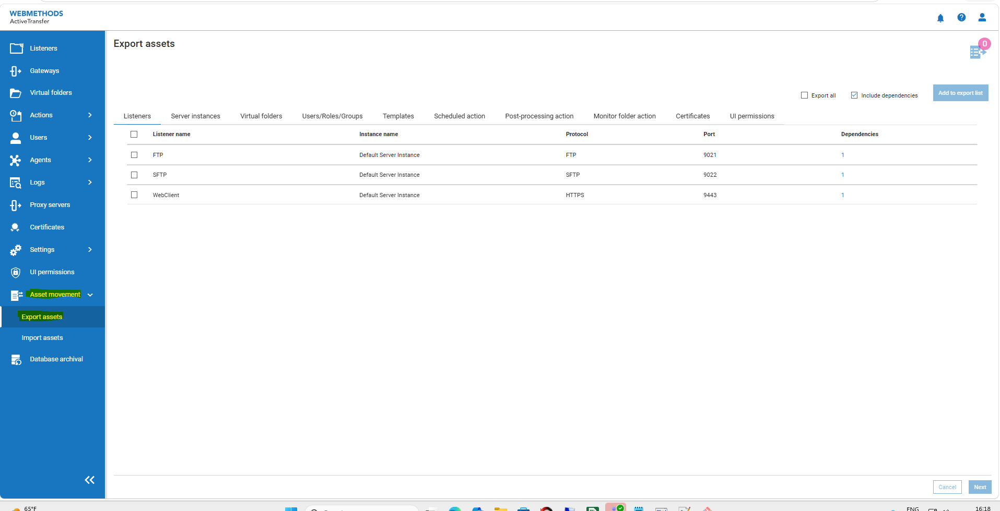 WEBMETHODS
ActiveTransfer
?
Listeners
Gateways
Virtual folders
Actions
Users
Agents
Logs
Proxy servers
Certificates
Settings
UI permissions
Asset movement
Export assets
Import assets
Database archival
Export assets
0
Export all
Include dependencies
Add to export list
Listeners Server instances Virtual folders Users/Roles/Groups Templates Scheduled action Post-processing action Monitor folder action Certificates UI permissions
Listener name Instance name Protocol Port Dependencies
FTP Default Server Instance FTP 9021 1
SFTP Default Server Instance SFTP 9022 1
WebClient Default Server Instance HTTPS 9443 1
Cancel Next
65°F
ENG
16:18